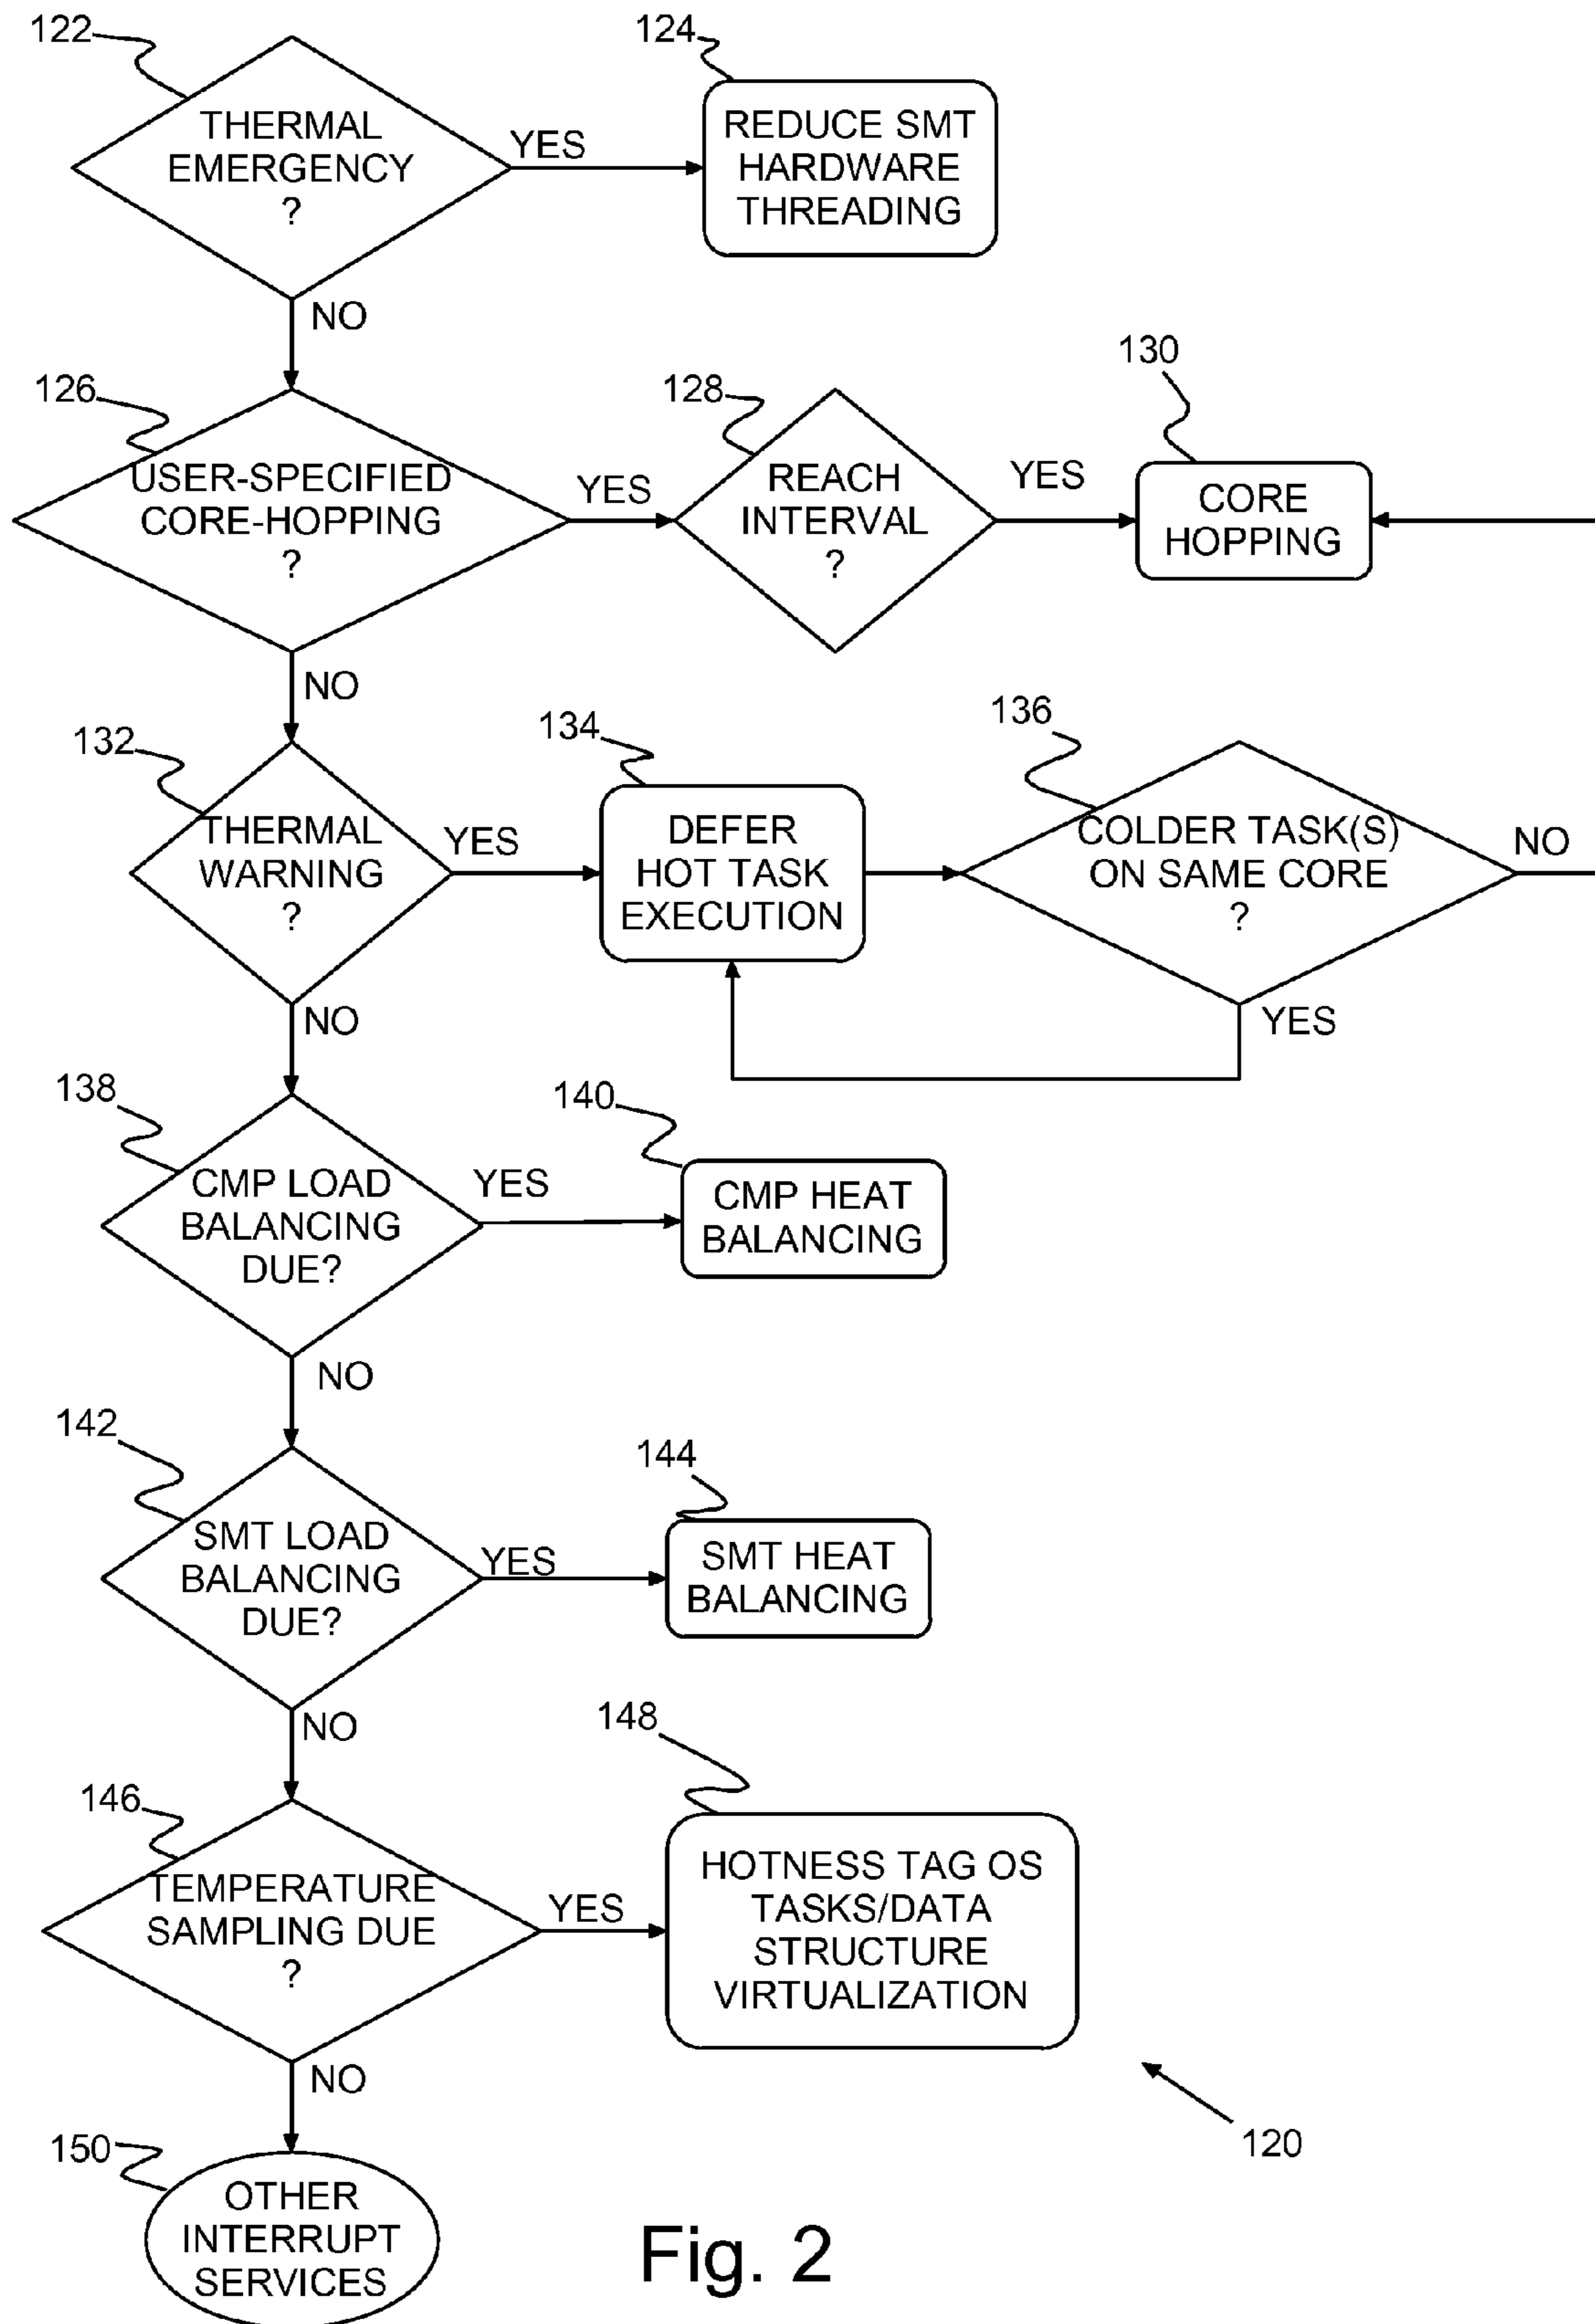 122
124
THERMAL
EMERGENCY
?
YES
REDUCE SMT
HARDWARE
THREADING
NO
126
128
130
USER-SPECIFIED
CORE-HOPPING
?
YES
REACH
INTERVAL
?
YES
CORE
HOPPING
NO
132
134
136
THERMAL
WARNING
?
YES
DEFER
HOT TASK
EXECUTION
COLDER TASK(S)
ON SAME CORE
?
NO
YES
NO
138
140
CMP LOAD
BALANCING
DUE?
YES
CMP HEAT
BALANCING
NO
142
144
SMT LOAD
BALANCING
DUE?
YES
SMT HEAT
BALANCING
NO
146
148
TEMPERATURE
SAMPLING DUE
?
YES
HOTNESS TAG OS
TASKS/DATA
STRUCTURE
VIRTUALIZATION
NO
120
150
OTHER
INTERRUPT
SERVICES
Fig. 2